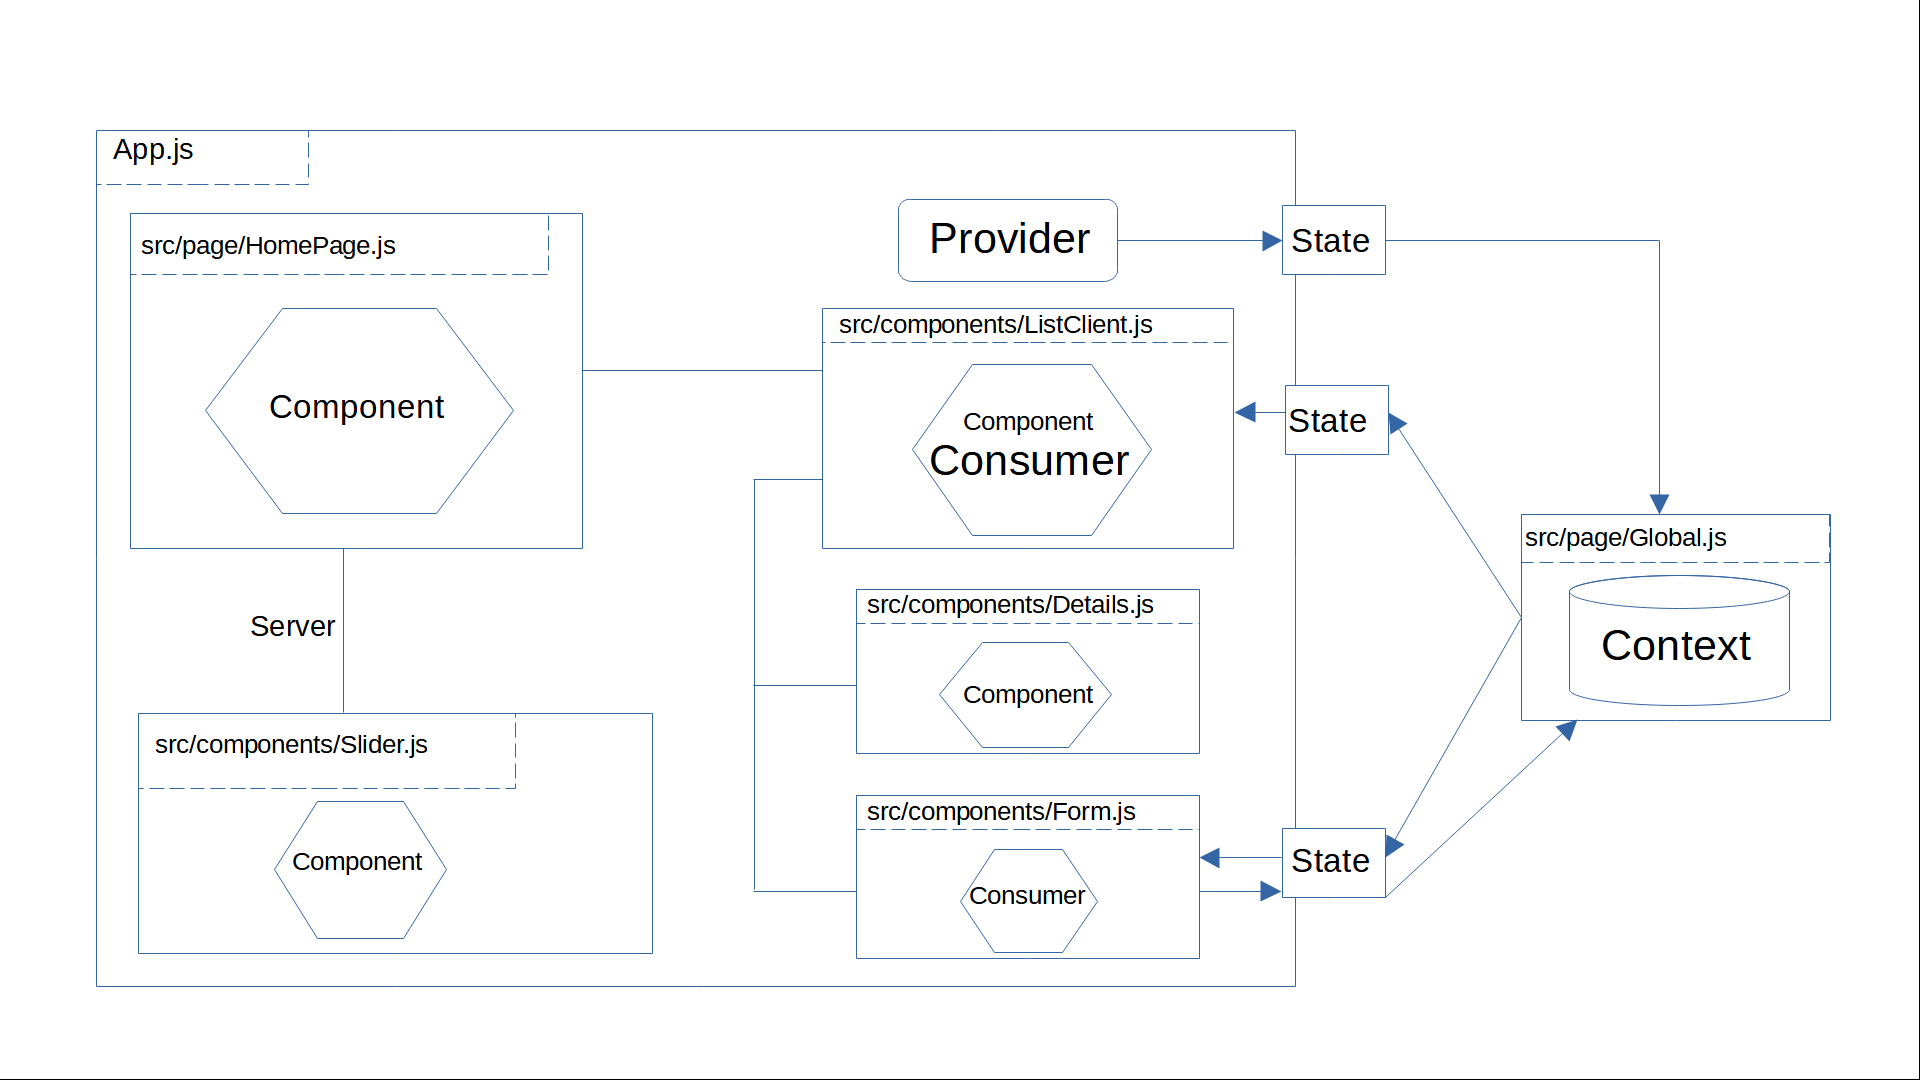 App.js
src/page/HomePage.js
Component
Provider
State
src/components/ListClient.js
Component
Consumer
State
src/page/Global.js
Context
Server
src/components/Details.js
Component
src/components/Slider.js
Component
src/components/Form.js
Consumer
State